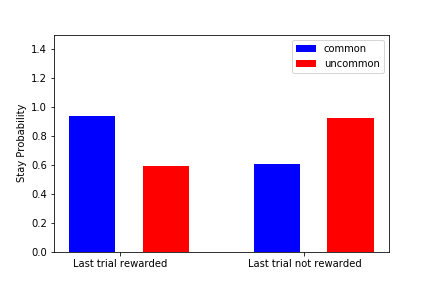 1.4
1.2
1.0
0.8
0.6
0.4
0.2
0.0
Stay Probability
common
uncommon
Last trial rewarded
Last trial not rewarded